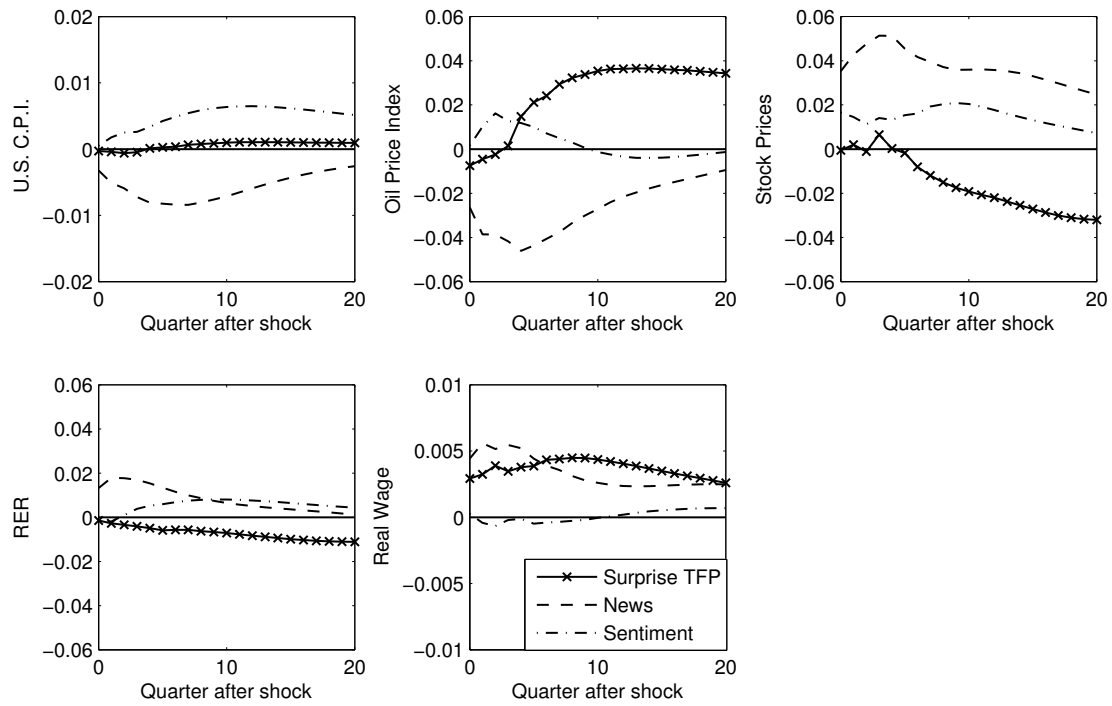 U.S. C.P.I.
0.02
0.01
0
−0.01
−0.02
0 10 20
Quarter after shock
Oil Price Index
0.06
0.04
0.02
0
−0.02
−0.04
−0.06
0 10 20
Quarter after shock
Stock Prices
0.06
0.04
0.02
0
−0.02
−0.04
−0.06
0 10 20
Quarter after shock
RER
0.06
0.04
0.02
0
−0.02
−0.04
−0.06
0 10 20
Quarter after shock
Real Wage
0.01
0.005
0
−0.005
−0.01
0 10 20
Quarter after shock
Surprise TFP
News
Sentiment